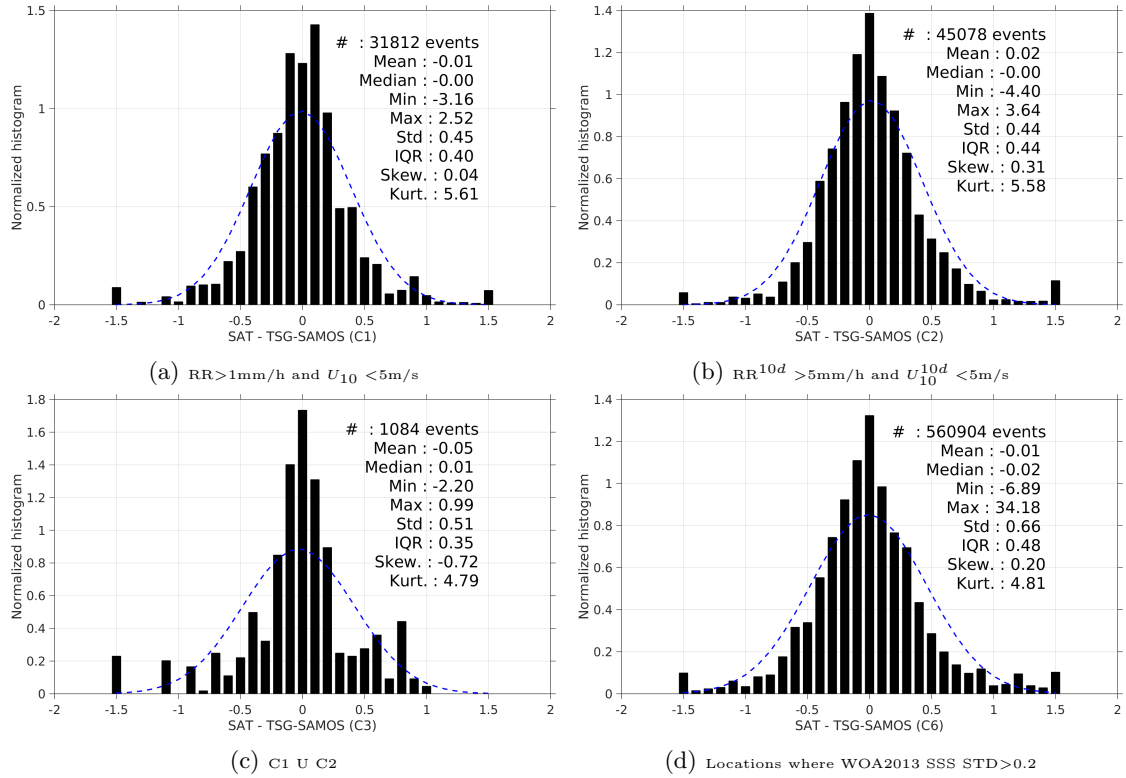 1.5
1
0.5
0
-2
-1.5
-1
-0.5
0
0.5
1
1.5
2
Normalized histogram
SAT - TSG-SAMOS (C1)
# : 31812 events
Mean : -0.01
Median : -0.00
Min : -3.16
Max : 2.52
Std : 0.45
IQR : 0.40
Skew. : 0.04
Kurt. : 5.61
(a) RR>1mm/h and U10 <5m/s
1.4
1.2
1
0.8
0.6
0.4
0.2
0
-2
-1.5
-1
-0.5
0
0.5
1
1.5
2
Normalized histogram
SAT - TSG-SAMOS (C2)
# : 45078 events
Mean : 0.02
Median : -0.00
Min : -4.40
Max : 3.64
Std : 0.44
IQR : 0.44
Skew. : 0.31
Kurt. : 5.58
(b) RR10d >5mm/h and U10d10 <5m/s
1.8
1.6
1.4
1.2
1
0.8
0.6
0.4
0.2
0
-2
-1.5
-1
-0.5
0
0.5
1
1.5
2
Normalized histogram
SAT - TSG-SAMOS (C3)
# : 1084 events
Mean : -0.05
Median : 0.01
Min : -2.20
Max : 0.99
Std : 0.51
IQR : 0.35
Skew. : -0.72
Kurt. : 4.79
(c) C1 U C2
1.4
1.2
1
0.8
0.6
0.4
0.2
0
-2
-1.5
-1
-0.5
0
0.5
1
1.5
2
Normalized histogram
SAT - TSG-SAMOS (C6)
# : 560904 events
Mean : -0.01
Median : -0.02
Min : -6.89
Max : 34.18
Std : 0.66
IQR : 0.48
Skew. : 0.20
Kurt. : 4.81
(d) Locations where WOA2013 SSS STD>0.2